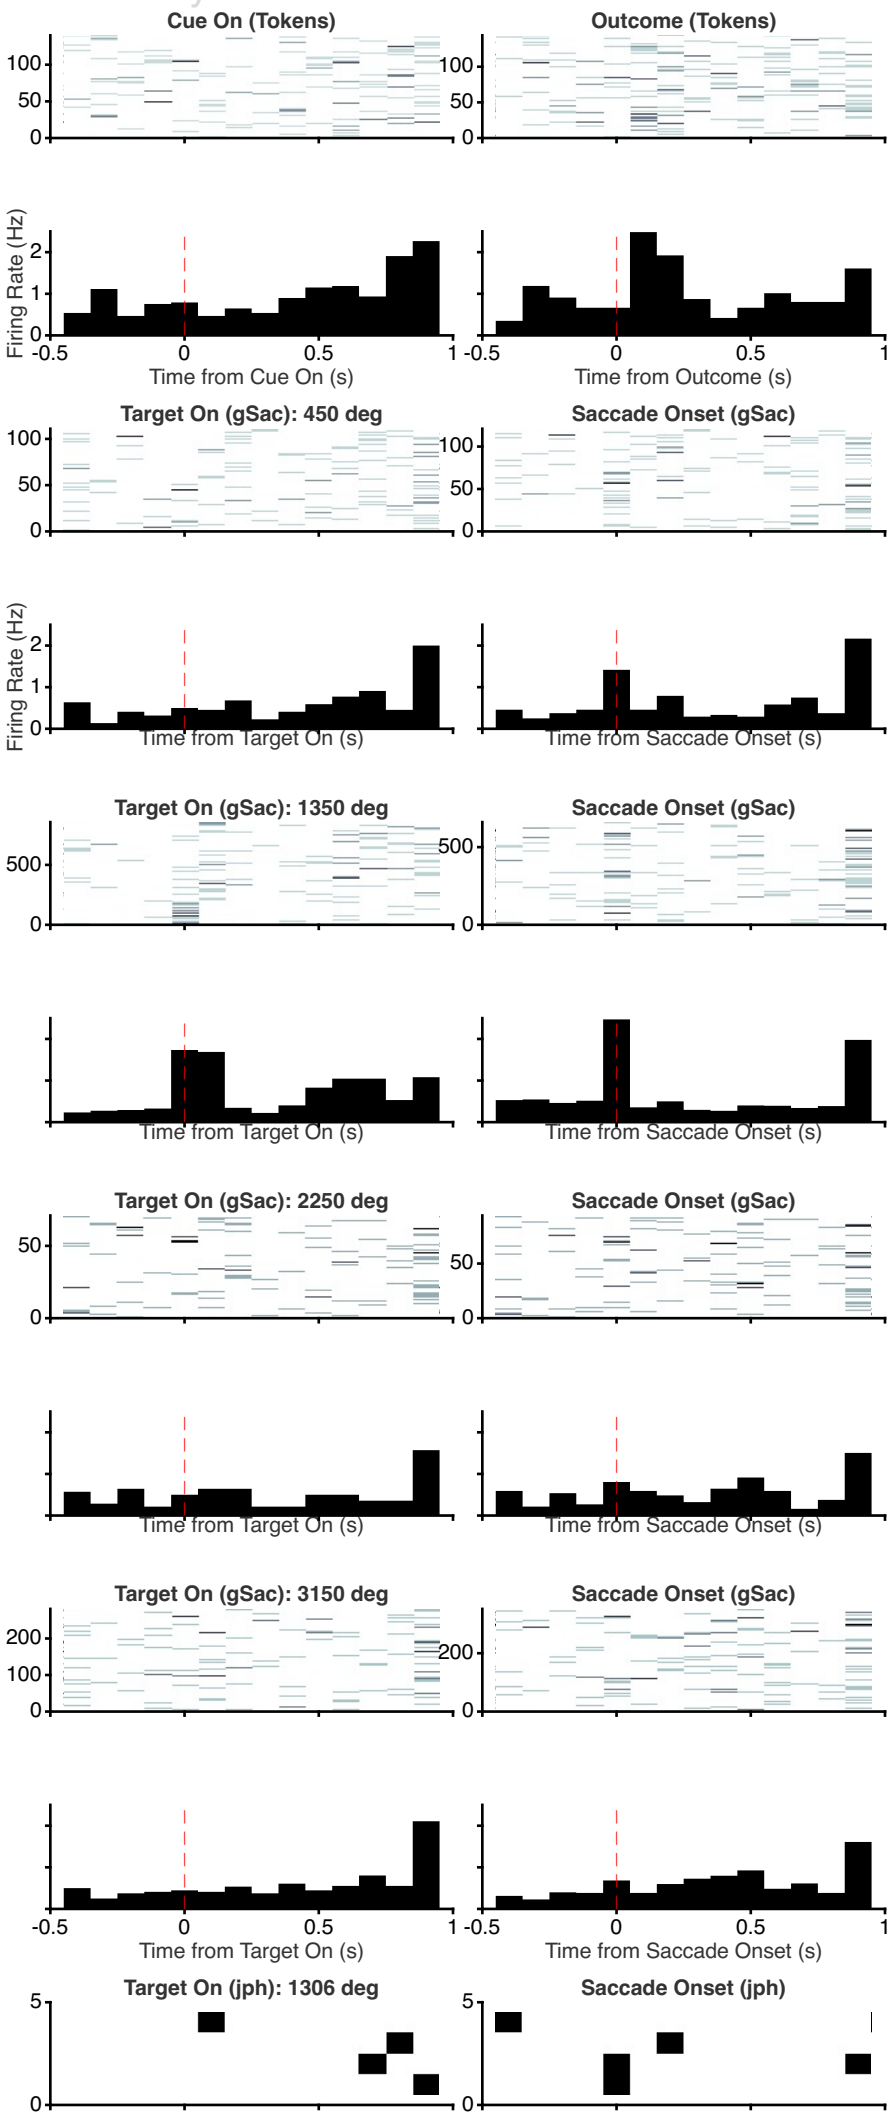 Cue On (Tokens)
Outcome (Tokens)
100
50
0
100
50
0
Firing Rate (Hz)
2
1
0
-0.5
0
0.5
1
-0.5
0
0.5
1
Time from Cue On (s)
Time from Outcome (s)
Target On (gSac): 450 deg
Saccade Onset (gSac)
100
50
0
100
50
0
Firing Rate (Hz)
2
1
0
Time from Target On (s)
Time from Saccade Onset (s)
Target On (gSac): 1350 deg
Saccade Onset (gSac)
500
0
500
0
Time from Target On (s)
Time from Saccade Onset (s)
Target On (gSac): 2250 deg
Saccade Onset (gSac)
50
0
50
0
Time from Target On (s)
Time from Saccade Onset (s)
Target On (gSac): 3150 deg
Saccade Onset (gSac)
200
100
0
200
0
-0.5
0
0.5
1
-0.5
0
0.5
1
Time from Target On (s)
Time from Saccade Onset (s)
Target On (jph): 1306 deg
Saccade Onset (jph)
5
0
5
0